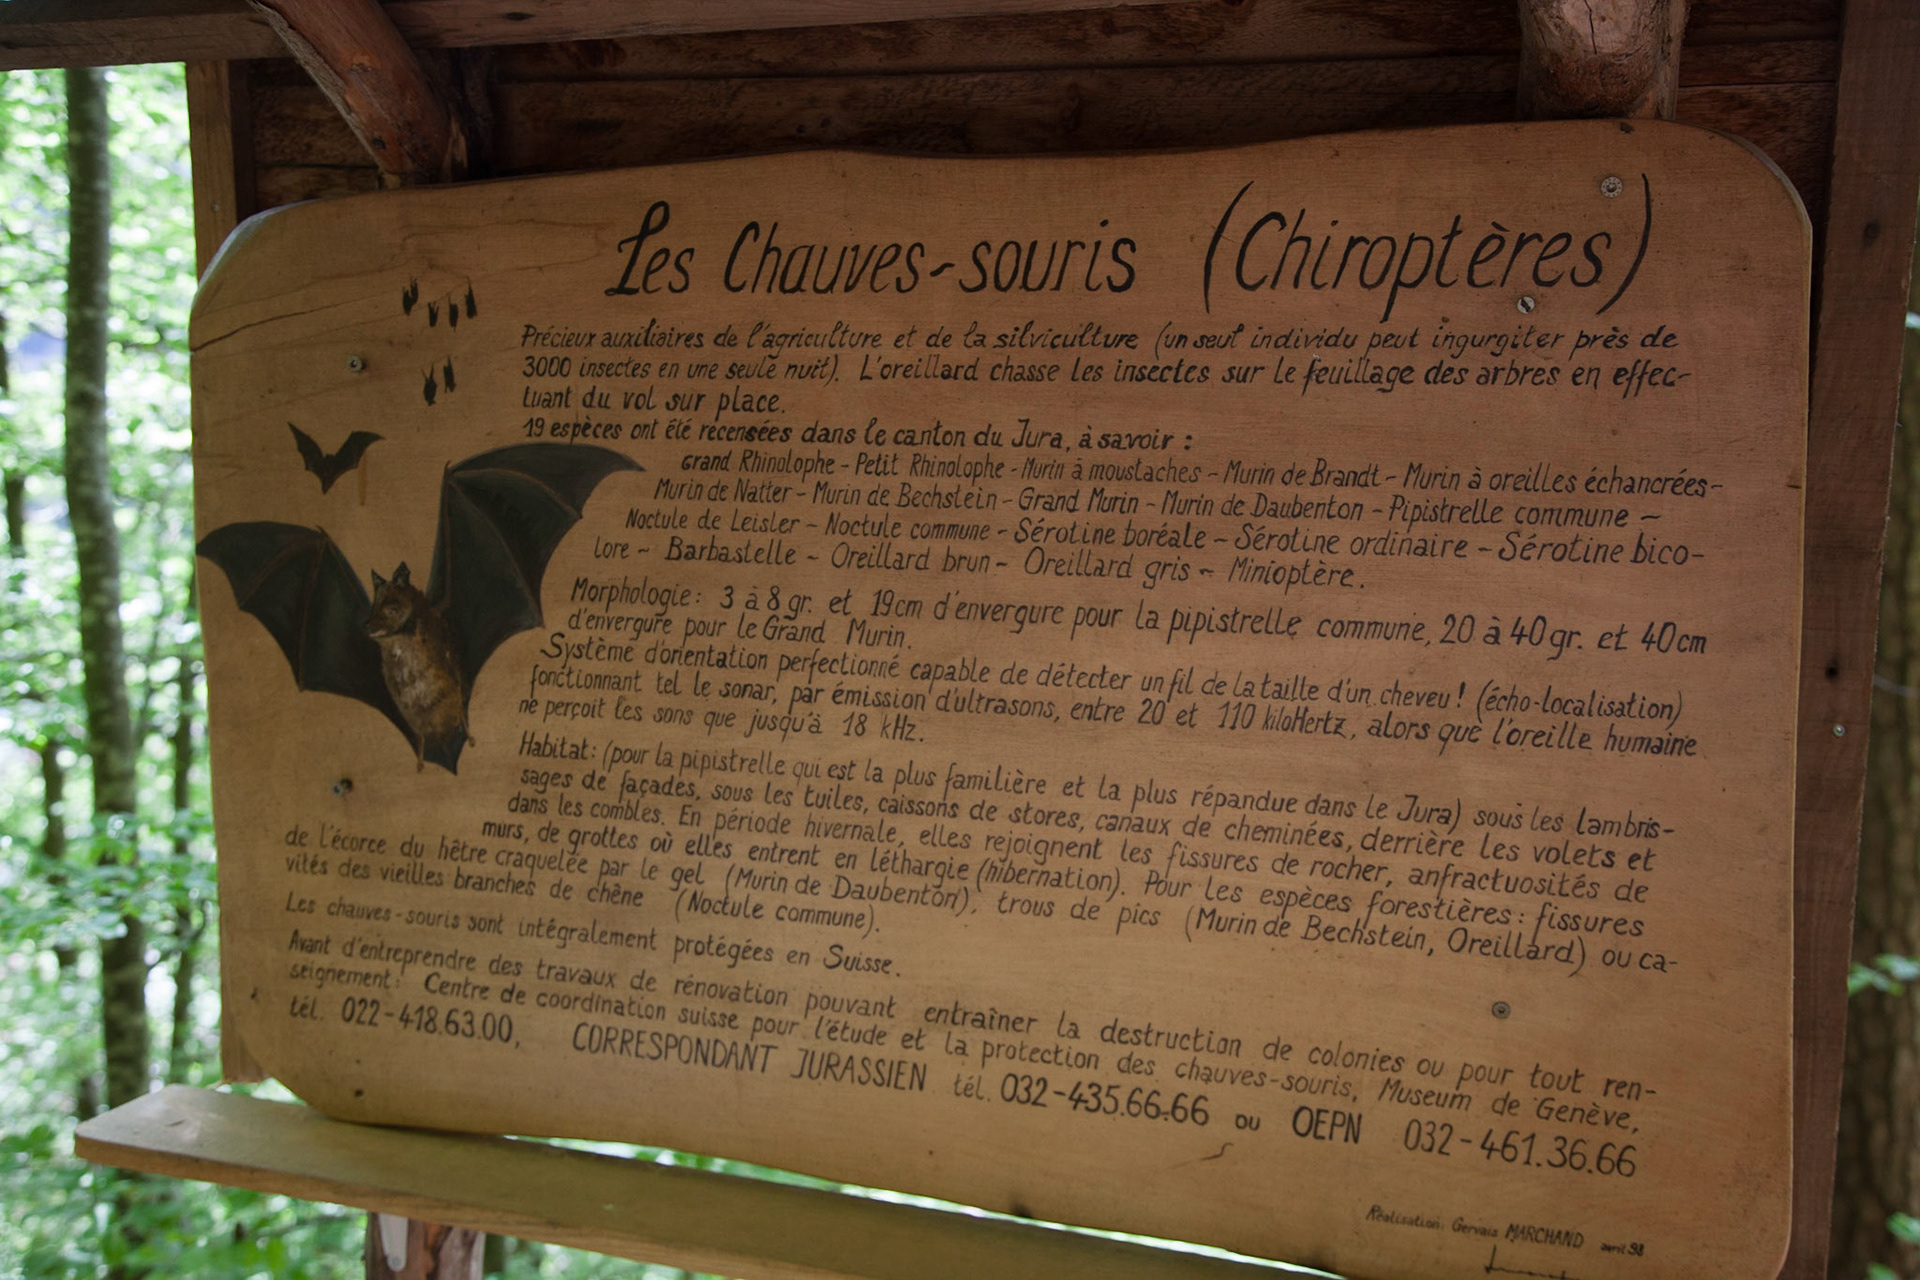 Les Chauves-souris (Chiroptères)
Précieux auxiliaires de l'agriculture et de la silviculture (un seul individu peut ingurgiter près de
3000 insectes en une seule nuit). L'oreillard chasse les insectes sur le feuillage des arbres en effec-
tuant du vol sur place.
19 espèces ont été recensées dans le canton du Jura, à savoir :
Grand Rhinolophe - Petit Rhinolophe - Murin à moustaches - Murin de Brandt - Murin à oreilles échancrées -
Murin de Natter - Murin de Bechstein - Grand Murin - Murin de Daubenton - Pipistrelle commune -
Noctule de Leisler - Noctule commune - Sérotine boréale - Sérotine ordinaire - Sérotine bico-
lore - Barbastelle - Oreillard brun - Oreillard gris - Minioptère.
Morphologie : 3 à 8 gr. et 19 cm d'envergure pour la pipistrelle commune, 20 à 40 gr. et 40 cm
d'envergure pour le Grand Murin.
Système d'orientation perfectionné capable de détecter un fil de la taille d'un cheveu ! (écho-localisation)
fonctionnant tel le sonar, par émission d'ultrasons, entre 20 et 110 kiloHertz, alors que l'oreille humaine
ne perçoit les sons que jusqu'à 18 kHz.
Habitat : (pour la pipistrelle qui est la plus familière et la plus répandue dans le Jura) sous les lambris-
sages de façades, sous les tuiles, caissons de stores, canaux de cheminées, derrière les volets et
dans les combles. En période hivernale, elles rejoignent les fissures de rocher, anfractuosités de
murs, de grottes où elles entrent en léthargie (hibernation). Pour les espèces forestières : fissures
de l'écorce du hêtre craquelée par le gel (Murin de Daubenton), trous de pics (Murin de Bechstein, Oreillard) ou ca-
vités des vieilles branches de chêne (Noctule commune).
Les chauves-souris sont intégralement protégées en Suisse.
Avant d'entreprendre des travaux de rénovation pouvant entraîner la destruction de colonies ou pour tout ren-
seignement : Centre de coordination suisse pour l'étude et la protection des chauves-souris, Museum de Genève,
tél. 022-418.63.00, CORRESPONDANT JURASSIEN tél. 032-435.66.66 ou OEPN 032-461.36.66
Réalisation: Gervais MARCHAND avril 98